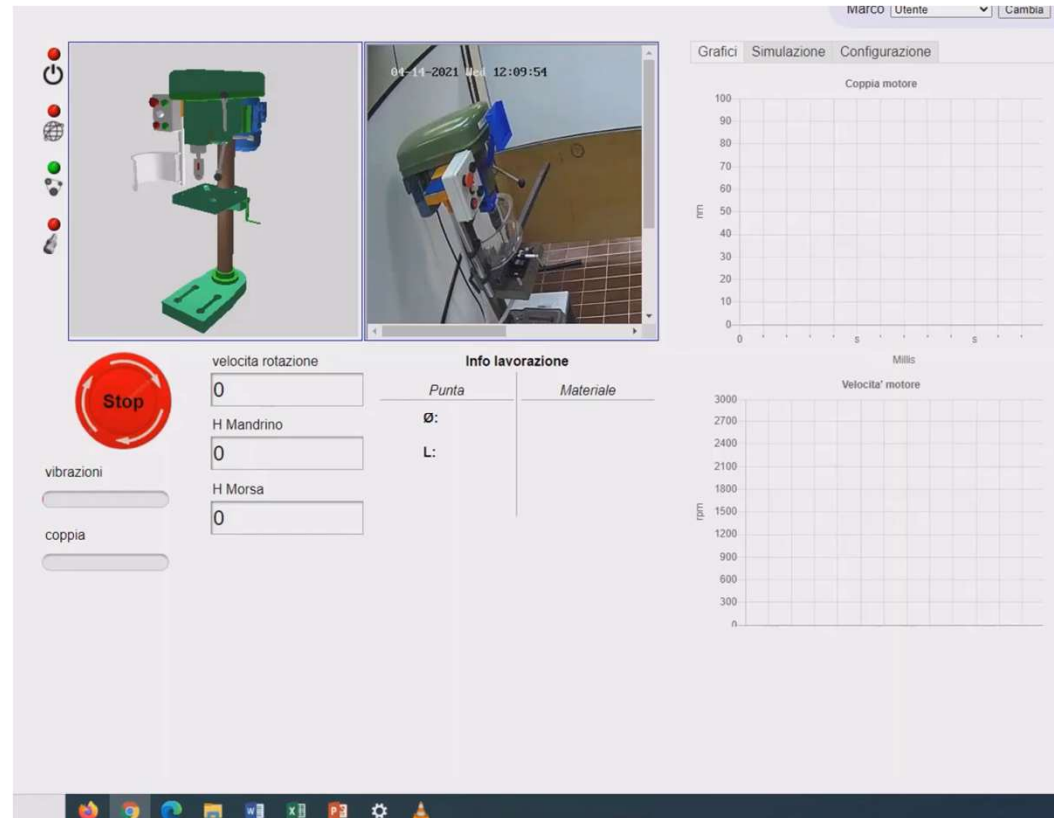 Marco Utente Cambia
04-14-2021 Wed 12:09:54
Grafici Simulazione Configurazione
Coppia motore
100
90
80
70
60
50
40
30
20
10
0
nm
0 s s
Millis
Stop
vibrazioni
coppia
velocita rotazione
0
H Mandrino
0
H Morsa
0
Info lavorazione
Punta Materiale
Ø:
L:
Velocita' motore
3000
2700
2400
2100
1800
1500
1200
900
600
300
0
rpm